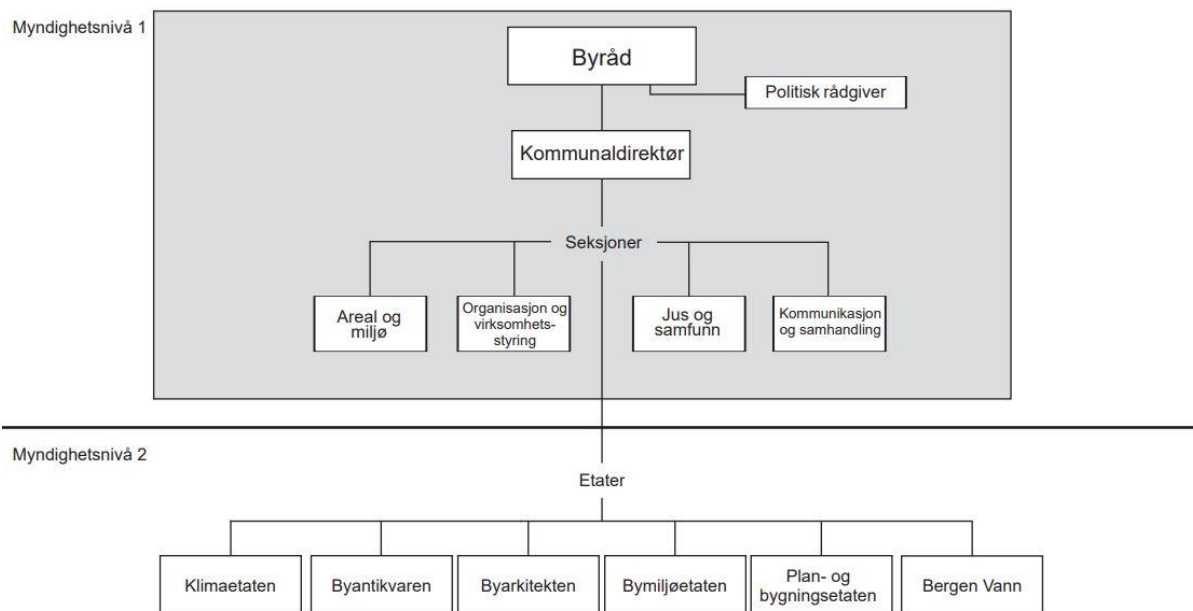 Myndighetsnivå 1
Byråd
Politisk rådgiver
Kommunaldirektør
Seksjoner
Areal og
miljø
Organisasjon og
virksomhets-
styring
Jus og
samfunn
Kommunikasjon
og samhandling
Myndighetsnivå 2
Etater
Klimaetaten
Byantikvaren
Byarkitekten
Bymiljøetaten
Plan- og
bygningsetaten
Bergen Vann